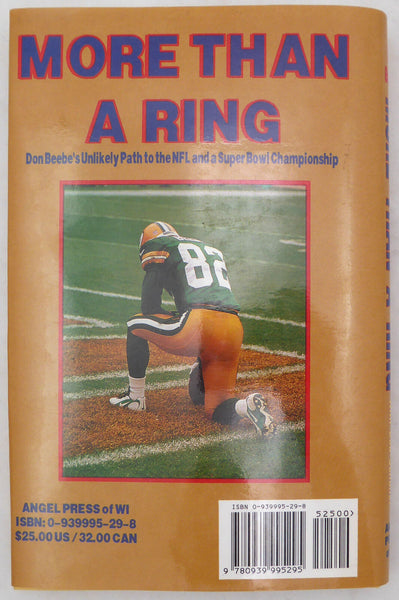 MORE THAN
A RING
Don Beebe's Unlikely Path to the NFL and a Super Bowl Championship
82
ANGEL PRESS of WI
ISBN: 0-939995-29-8
$25.00 US / 32.00 CAN
ISBN 0-939995-29-8
52500>
9 780939 995295